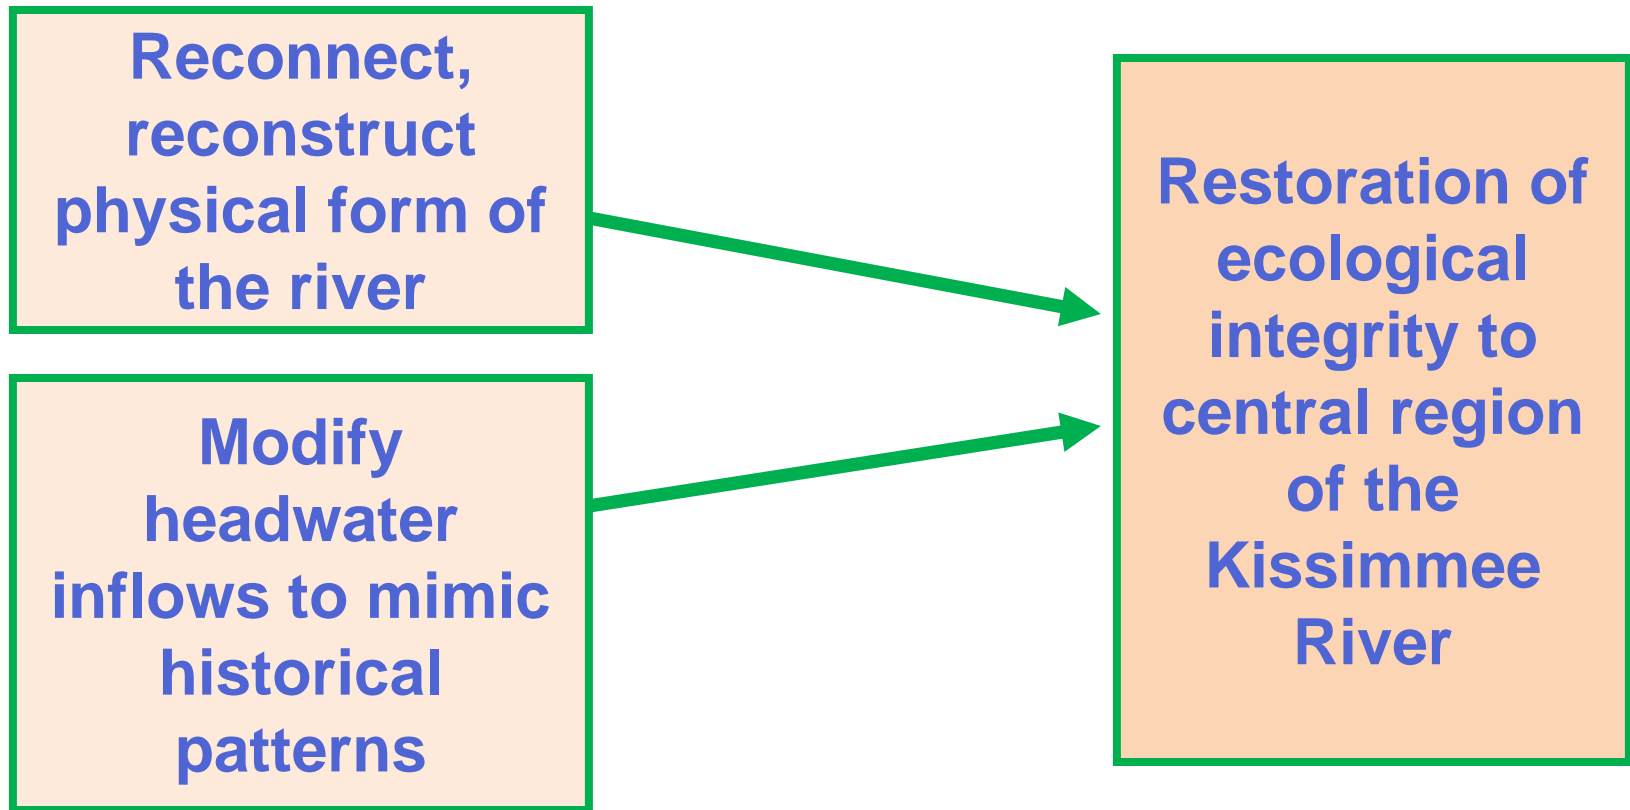 Reconnect,
reconstruct
physical form of
the river
Modify
headwater
inflows to mimic
historical
patterns
Restoration of
ecological
integrity to
central region
of the
Kissimmee
River